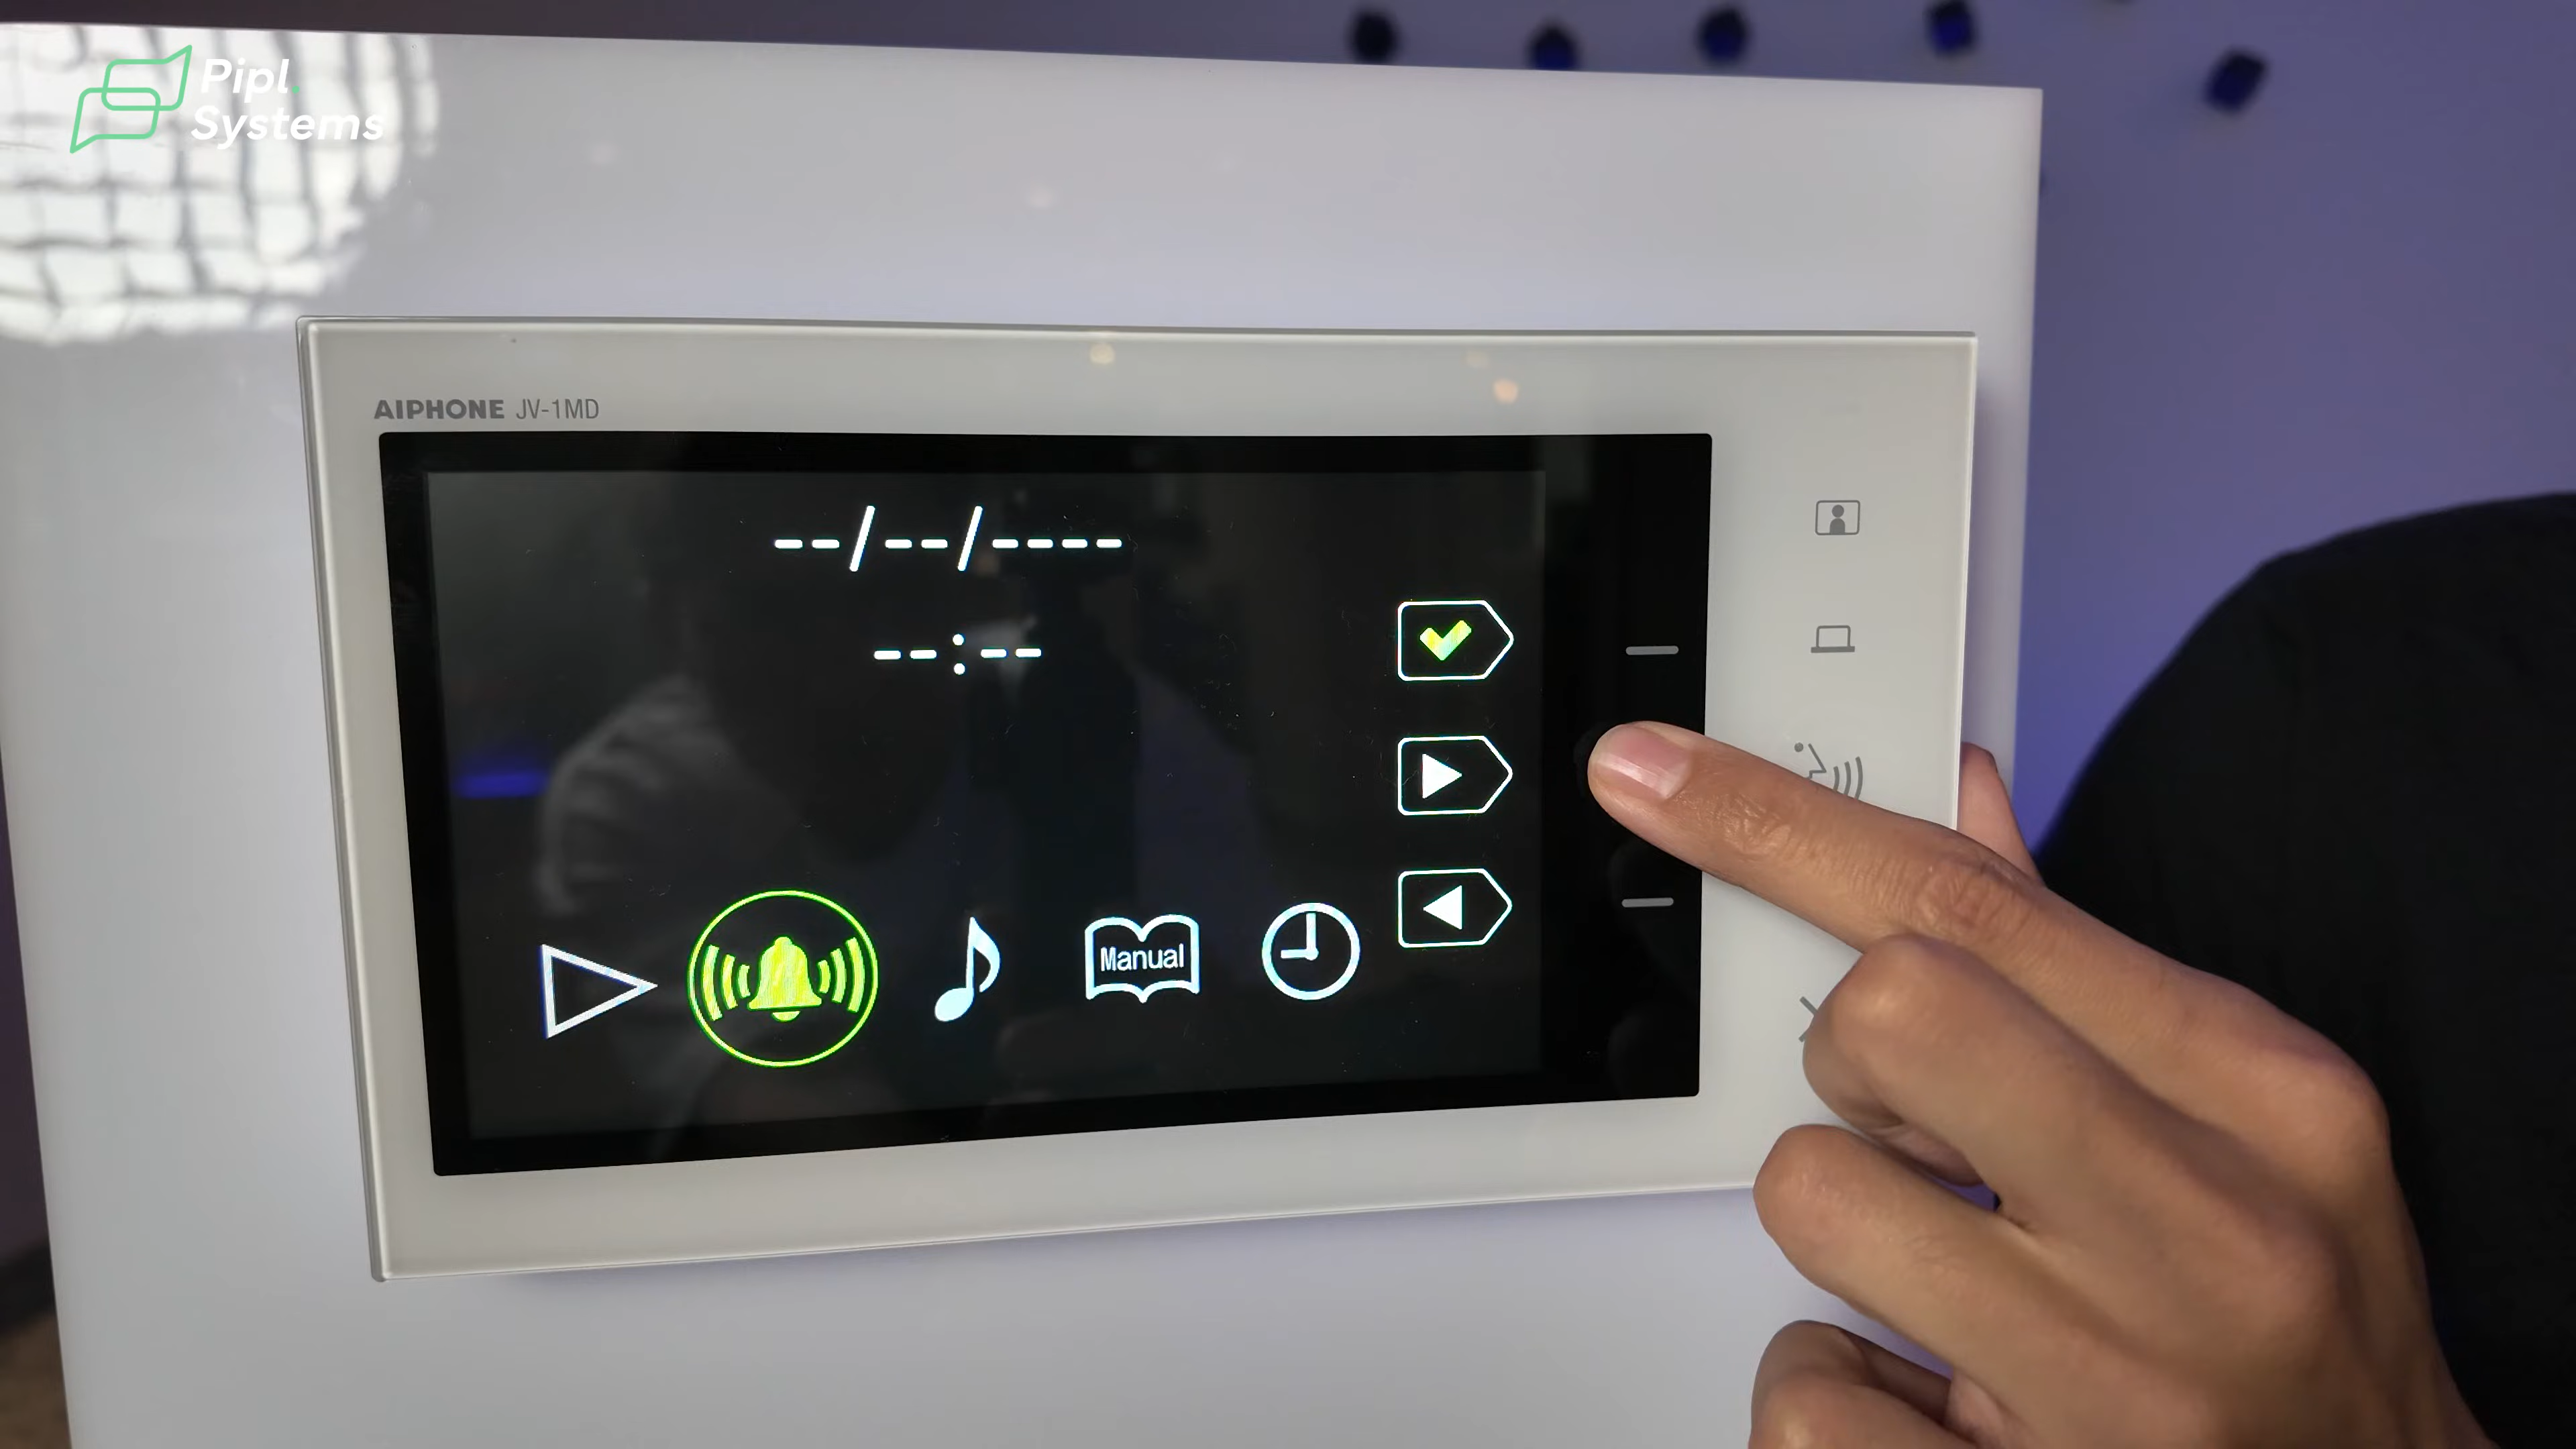 Pipl.
Systems
AIPHONE JV-1MD
--/--/----
--:--
Manual